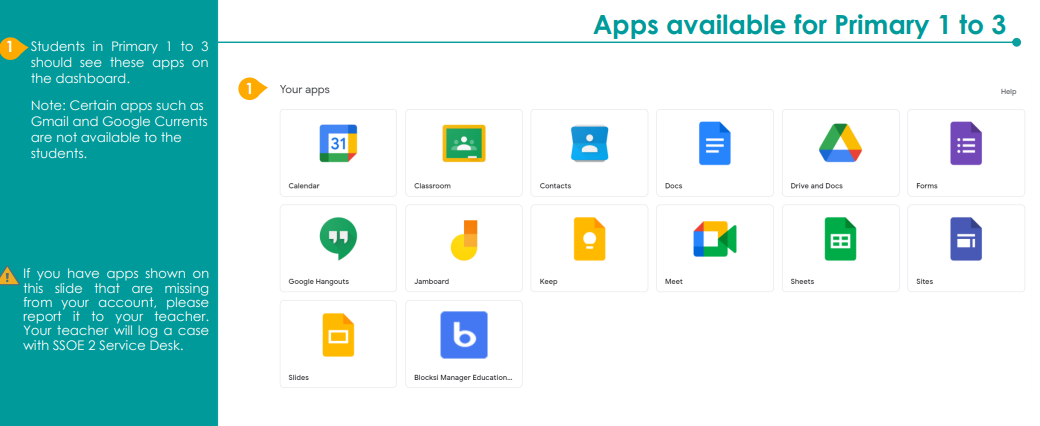 Apps available for Primary 1 to 3
1
Students in Primary 1 to 3
should see these apps on
the dashboard.
Note: Certain apps such as
Gmail and Google Currents
are not available to the
students.
If you have apps shown on
this slide that are missing
from your account, please
report it to your teacher.
Your teacher will log a case
with SSOE 2 Service Desk.
1
Your apps
Help
31
Calendar
Classroom
Contacts
Docs
Drive and Docs
Forms
Google Hangouts
Jamboard
Keep
Meet
Sheets
Sites
Slides
b
Blocksi Manager Education...